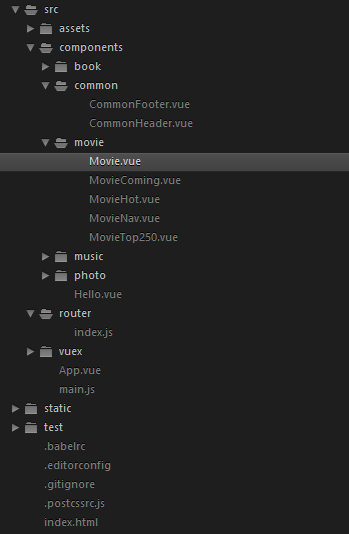 src
assets
components
book
common
CommonFooter.vue
CommonHeader.vue
movie
Movie.vue
MovieComing.vue
MovieHot.vue
MovieNav.vue
MovieTop250.vue
music
photo
Hello.vue
router
index.js
vuex
App.vue
main.js
static
test
.babelrc
.editorconfig
.gitignore
.postcssrc.js
index.html